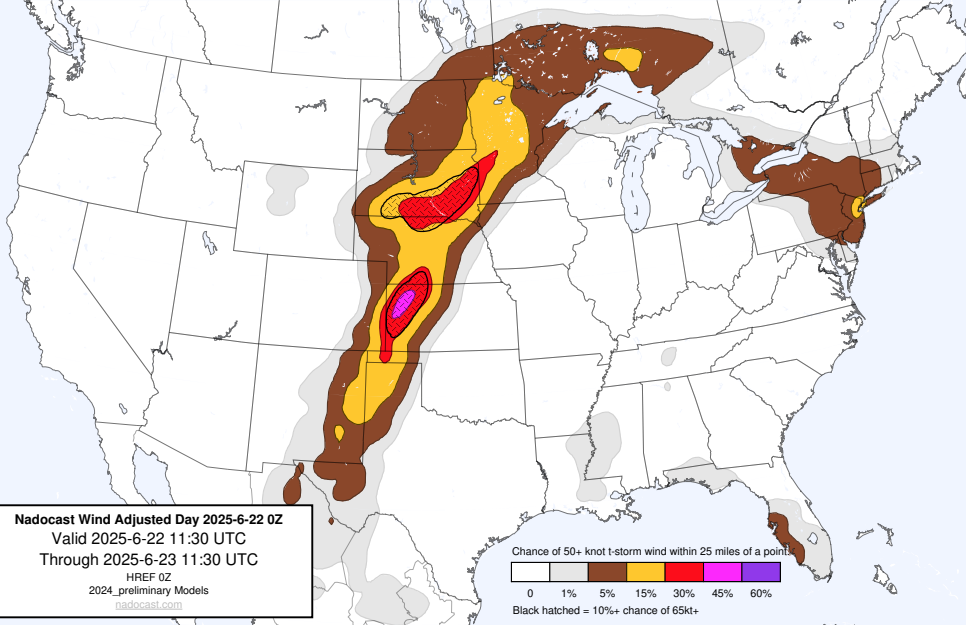 Nadocast Wind Adjusted Day 2025-6-22 0Z
Valid 2025-6-22 11:30 UTC
Through 2025-6-23 11:30 UTC
HREF 0Z
2024_preliminary Models
nadocast.com
Chance of 50+ knot t-storm wind within 25 miles of a point.
0 1% 5% 15% 30% 45% 60%
Black hatched = 10%+ chance of 65kt+